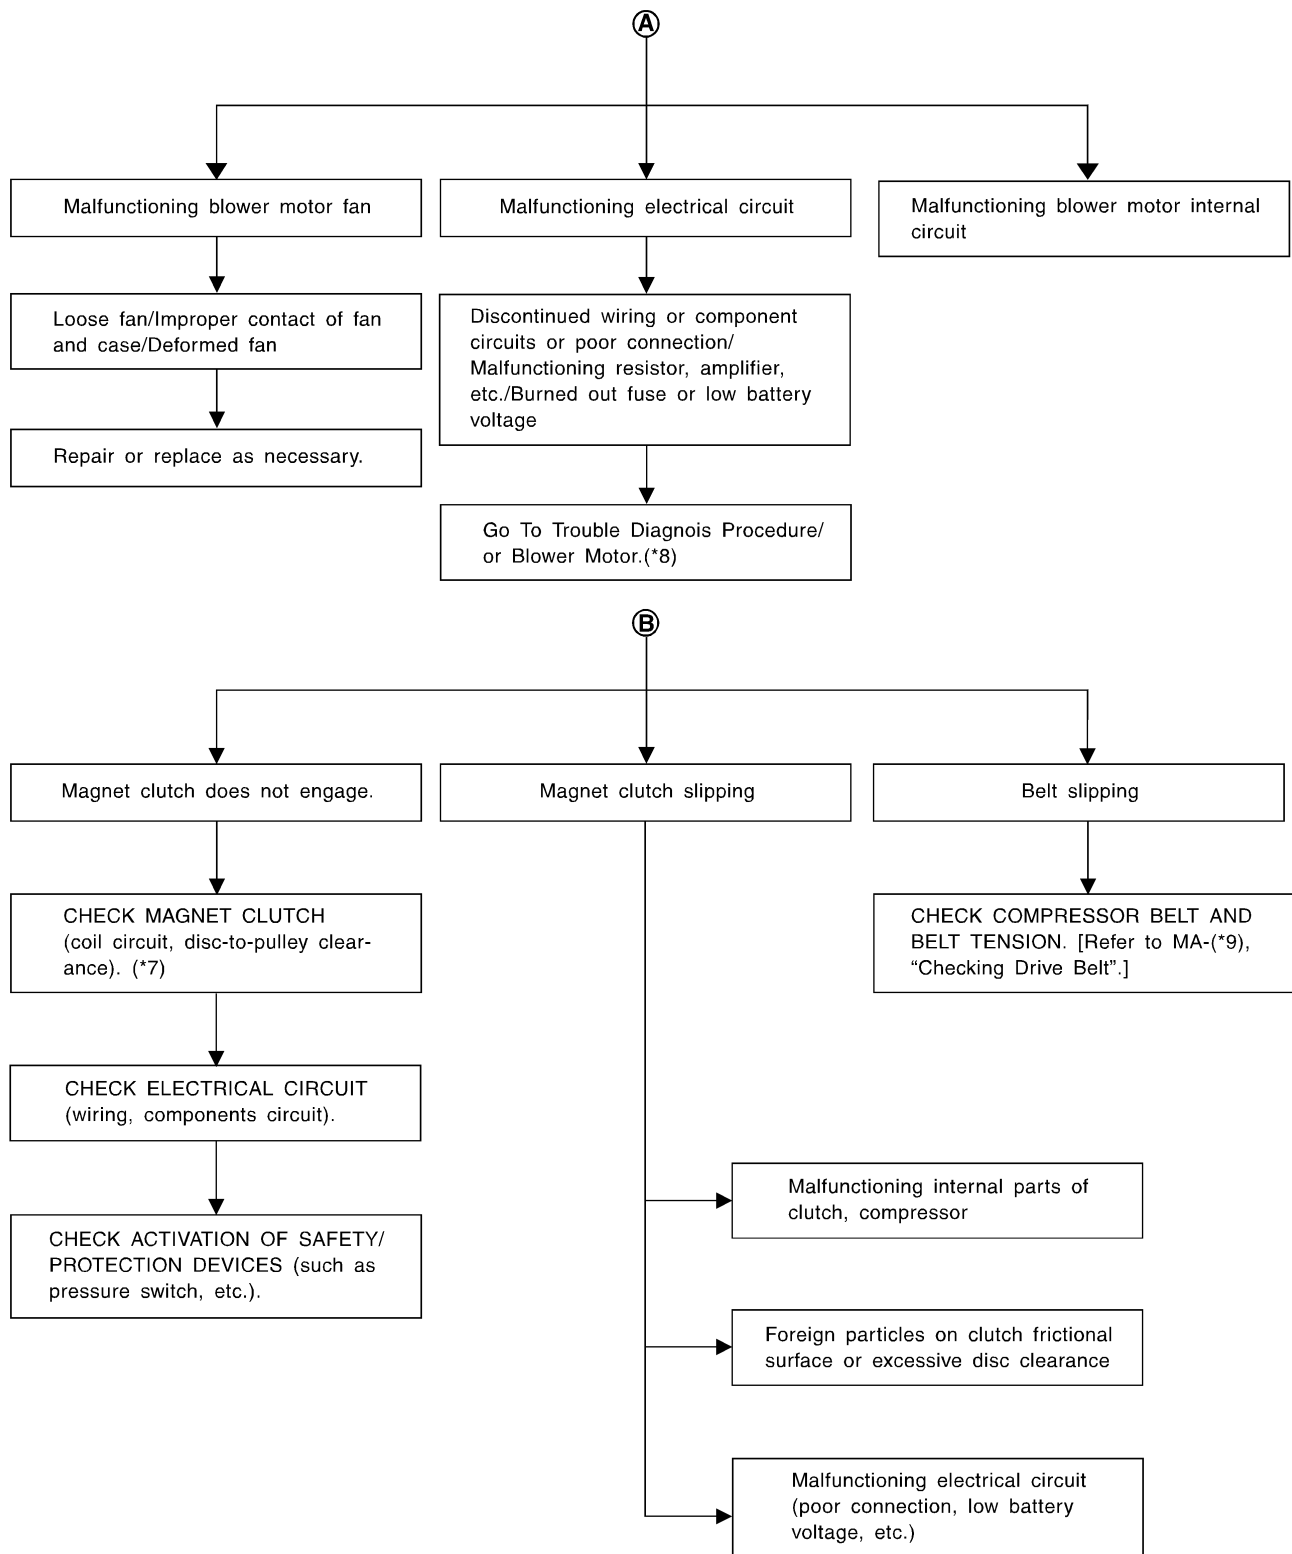 A
Malfunctioning blower motor fan
Malfunctioning electrical circuit
Malfunctioning blower motor internal
circuit
Loose fan/Improper contact of fan
and case/Deformed fan
Discontinued wiring or component
circuits or poor connection/
Malfunctioning resistor, amplifier,
etc./Burned out fuse or low battery
voltage
Repair or replace as necessary.
Go To Trouble Diagnois Procedure/
or Blower Motor.(*8)
B
Magnet clutch does not engage.
Magnet clutch slipping
Belt slipping
CHECK MAGNET CLUTCH
(coil circuit, disc-to-pulley clear-
ance). (*7)
CHECK COMPRESSOR BELT AND
BELT TENSION. [Refer to MA-(*9),
“Checking Drive Belt”.]
CHECK ELECTRICAL CIRCUIT
(wiring, components circuit).
CHECK ACTIVATION OF SAFETY/
PROTECTION DEVICES (such as
pressure switch, etc.).
Malfunctioning internal parts of
clutch, compressor
Foreign particles on clutch frictional
surface or excessive disc clearance
Malfunctioning electrical circuit
(poor connection, low battery
voltage, etc.)